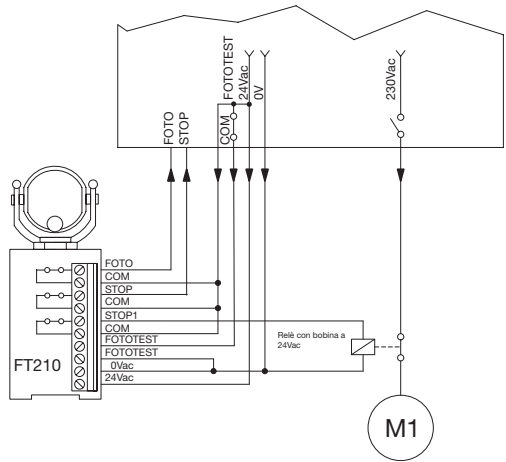 FOTOTEST
24Vac
0V
230Vac
FOTO
STOP
COM
FOTO
COM
STOP
COM
STOP1
COM
FOTOTEST
FOTOTEST
0Vac
24Vac
FT210
Relè con bobina a
24Vac
M1